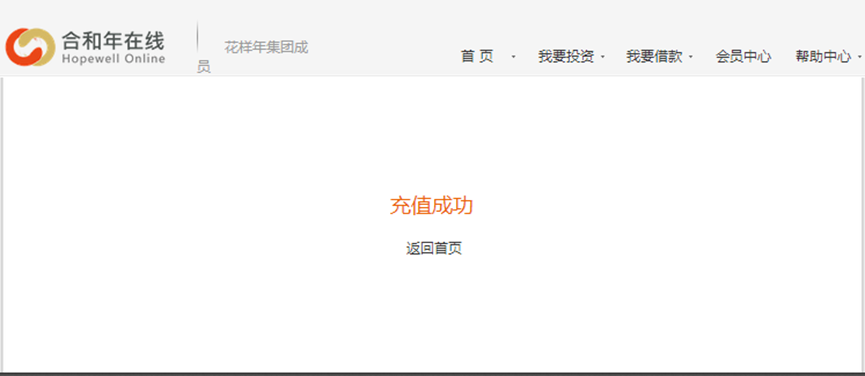 合和年在线
Hopewell Online
花样年集团成
员
首 页 我要投资 我要借款 会员中心 帮助中心
充值成功
返回首页